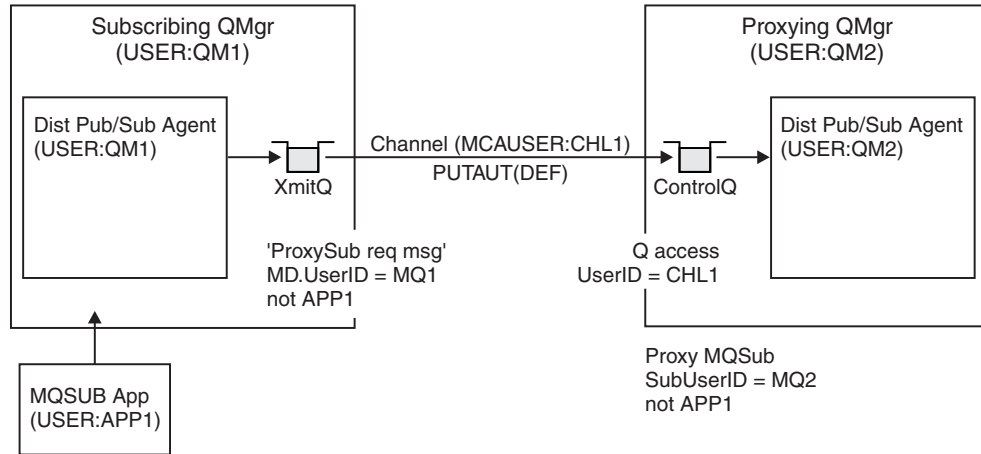 Subscribing QMgr
(USER:QM1)
Proxying QMgr
(USER:QM2)
Dist Pub/Sub Agent
(USER:QM1)
XmitQ
Channel (MCAUSER:CHL1)
PUTAUT(DEF)
ControlQ
Dist Pub/Sub Agent
(USER:QM2)
'ProxySub req msg'
MD.UserID = MQ1
not APP1
Q access
UserID = CHL1
MQSUB App
(USER:APP1)
Proxy MQSub
SubUserID = MQ2
not APP1